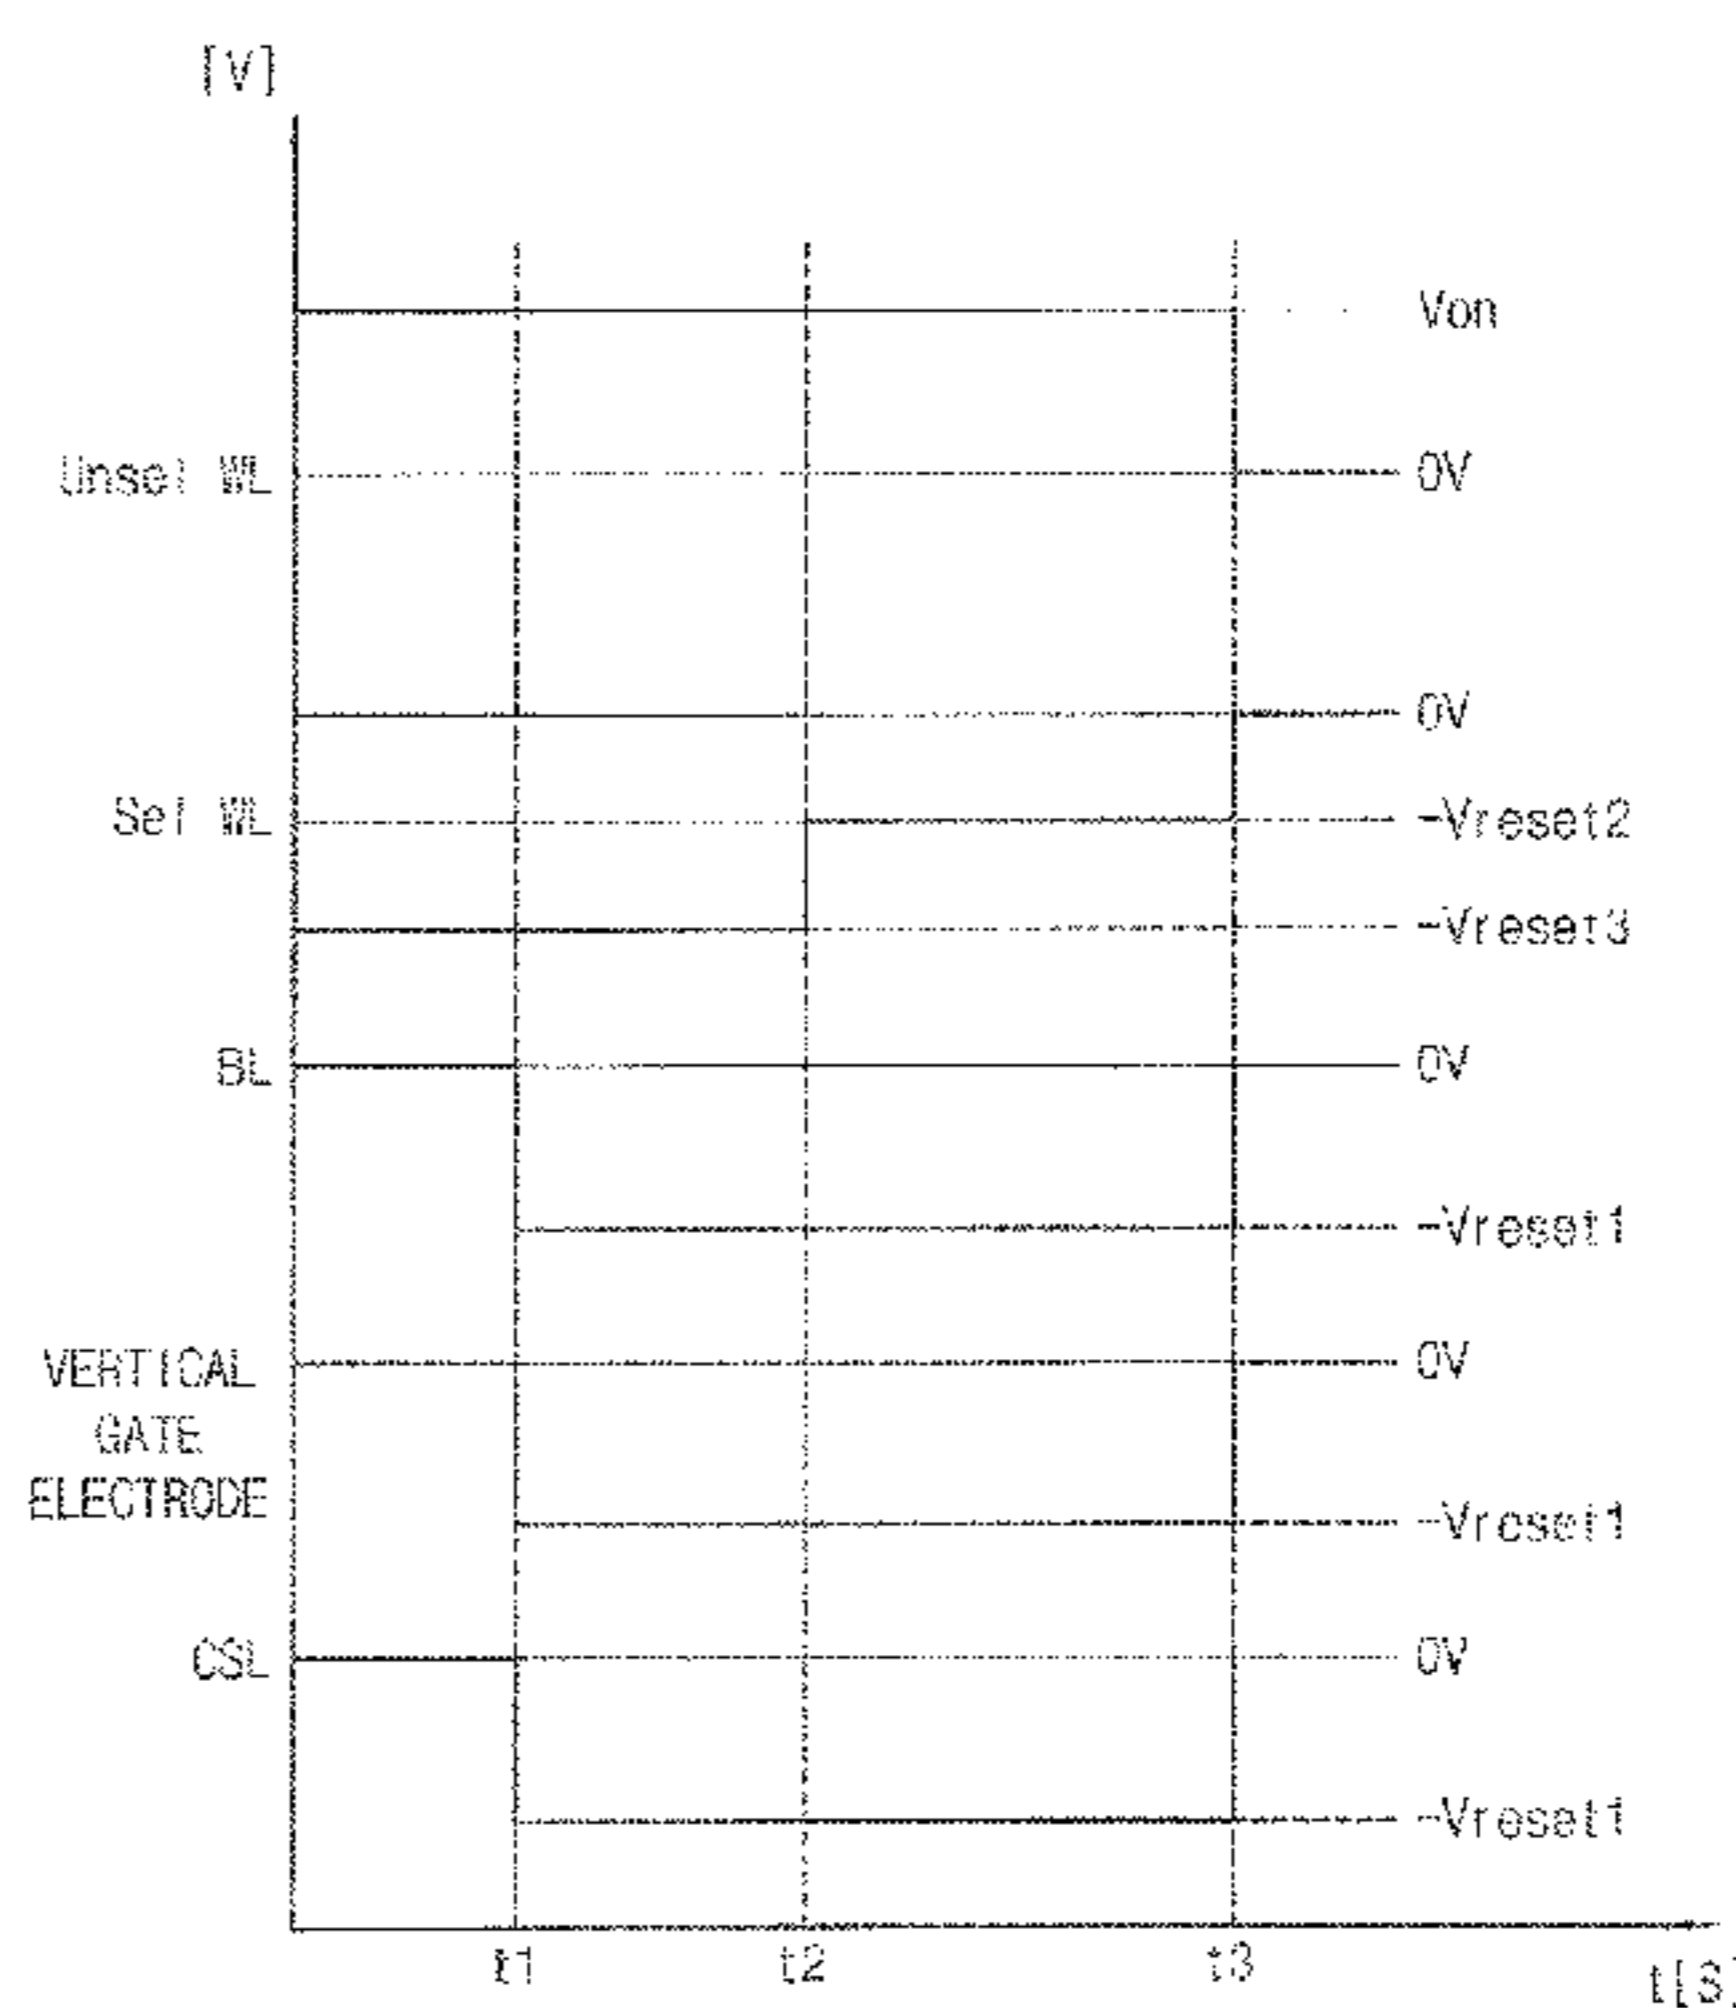 [V]
Von
Unsel WL 0V
0V
Sel WL -Vreset2
-Vreset3
BL 0V
-Vreset1
VERTICAL
GATE
ELECTRODE
0V
-Vreset1
CSL 0V
-Vreset1
t1 t2 t3 t[S]